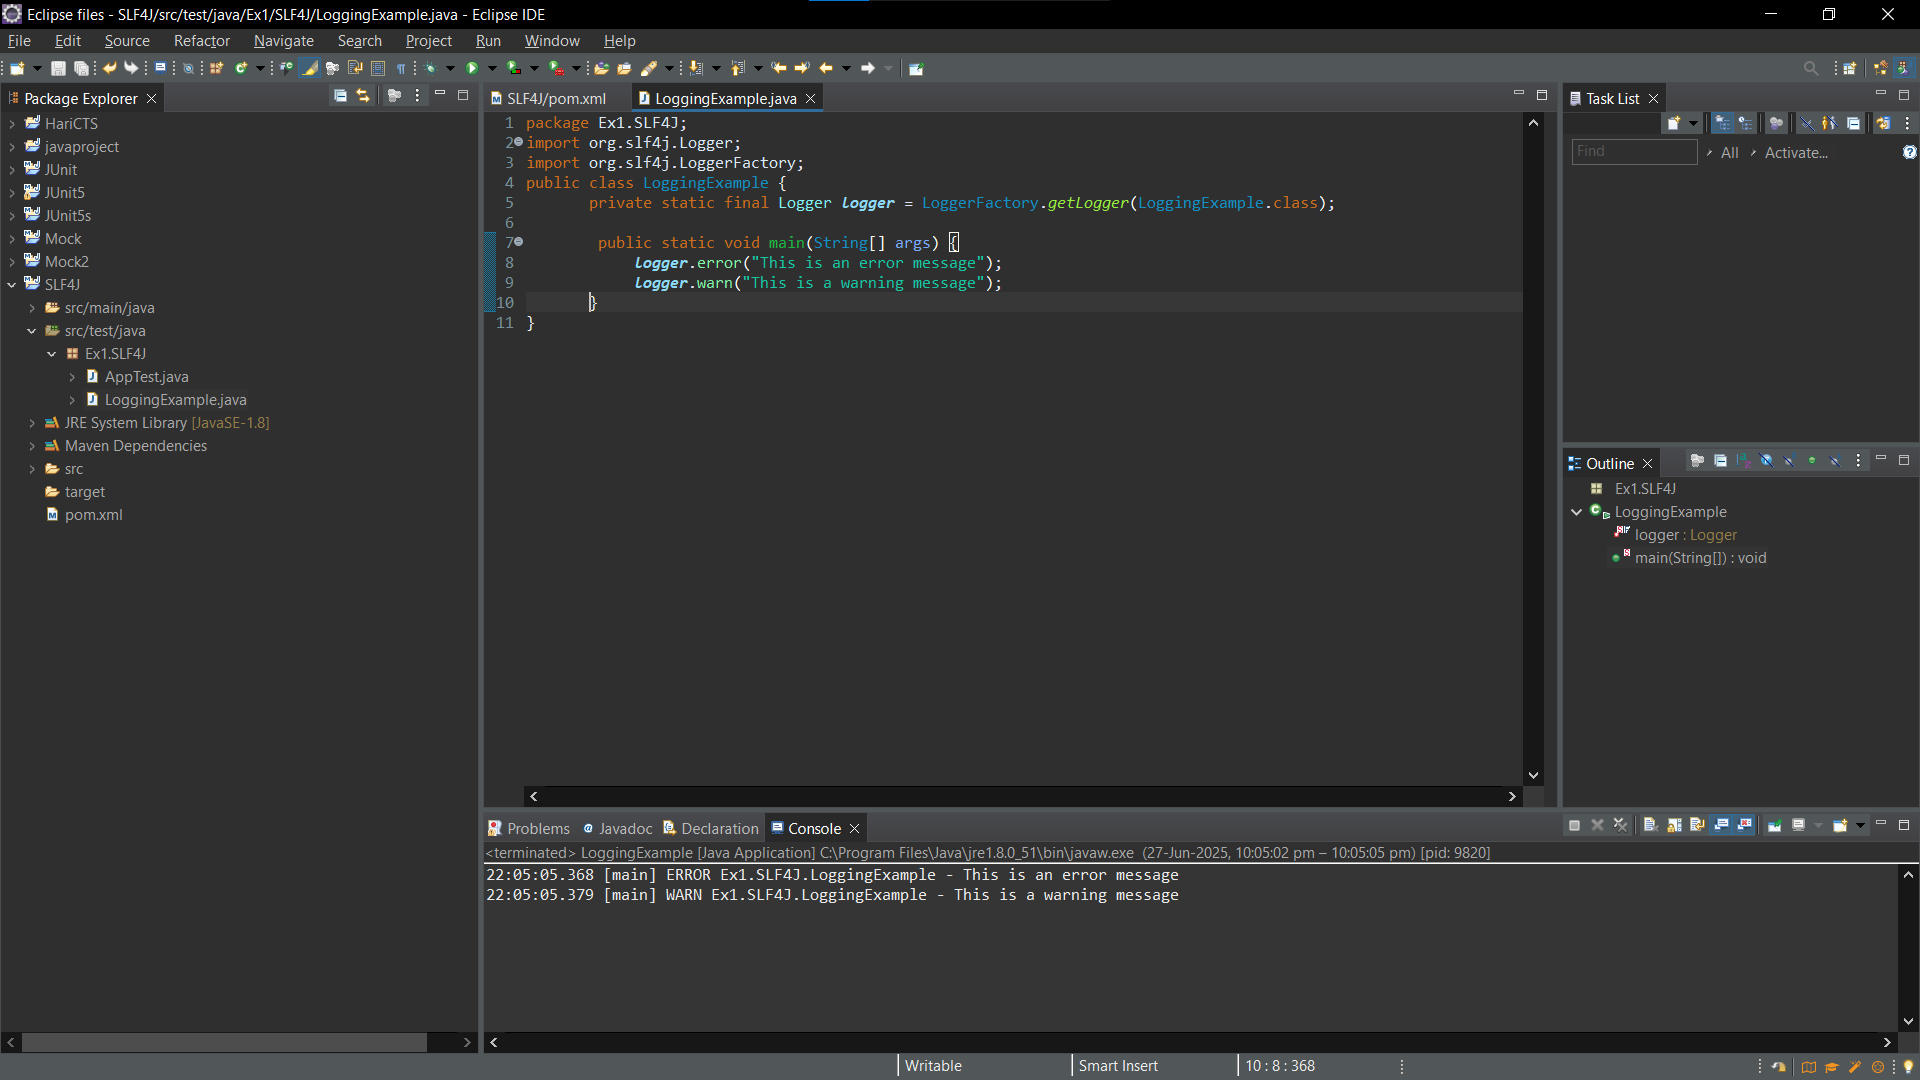 Eclipse files - SLF4J/src/test/java/Ex1/SLF4J/LoggingExample.java - Eclipse IDE
File Edit Source Refactor Navigate Search Project Run Window Help
Package Explorer
HariCTS
javaproject
JUnit
JUnit5
JUnit5s
Mock
Mock2
SLF4J
src/main/java
src/test/java
Ex1.SLF4J
AppTest.java
LoggingExample.java
JRE System Library [JavaSE-1.8]
Maven Dependencies
src
target
pom.xml
SLF4J/pom.xml LoggingExample.java
1 package Ex1.SLF4J;
2 import org.slf4j.Logger;
3 import org.slf4j.LoggerFactory;
4 public class LoggingExample {
5 private static final Logger logger = LoggerFactory.getLogger(LoggingExample.class);
6
7 public static void main(String[] args) {
8 logger.error("This is an error message");
9 logger.warn("This is a warning message");
10 }
11 }
Task List
Find All Activate...
Outline
Ex1.SLF4J
LoggingExample
logger : Logger
main(String[]) : void
Problems Javadoc Declaration Console
<terminated> LoggingExample [Java Application] C:\Program Files\Java\jre1.8.0_51\bin\javaw.exe (27-Jun-2025, 10:05:02 pm – 10:05:05 pm) [pid: 9820]
22:05:05.368 [main] ERROR Ex1.SLF4J.LoggingExample - This is an error message
22:05:05.379 [main] WARN Ex1.SLF4J.LoggingExample - This is a warning message
Writable Smart Insert 10 : 8 : 368